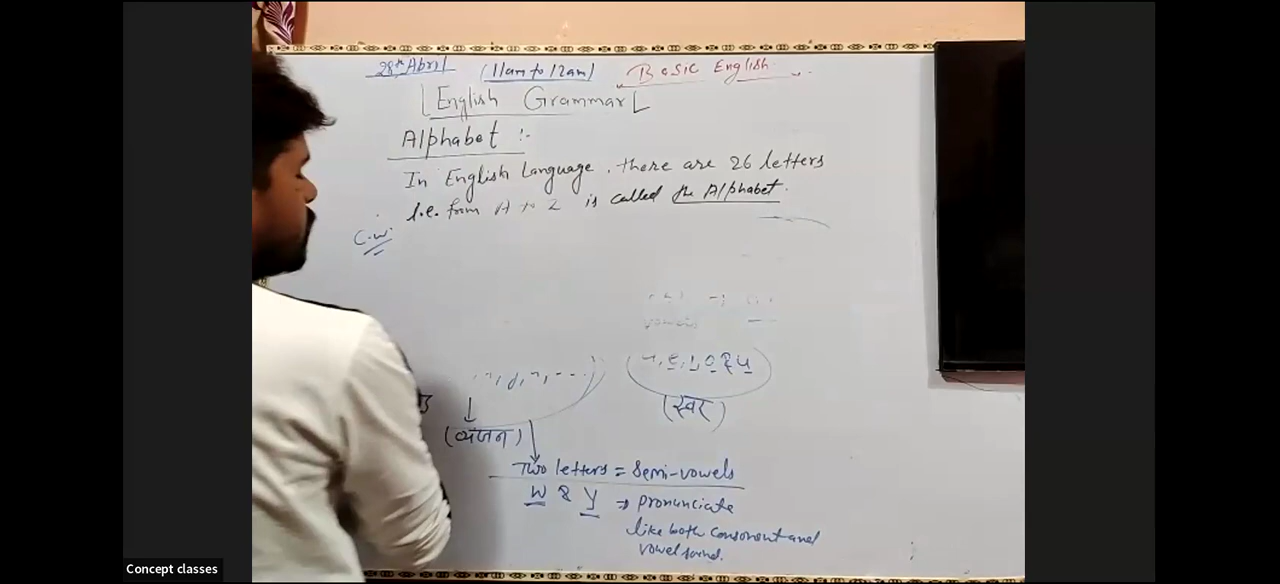 28th April (11am to 12am) Basic English
English Grammar
Alphabet :-
In English Language, there are 26 letters
i.e. from A to Z is called the Alphabet.
C.W.
e, i, o & u
(व्यंजन) (स्वर)
Two letters = Semi-vowels
W & Y ⇒ pronunciate
like both consonent and
vowel sound.
Concept classes